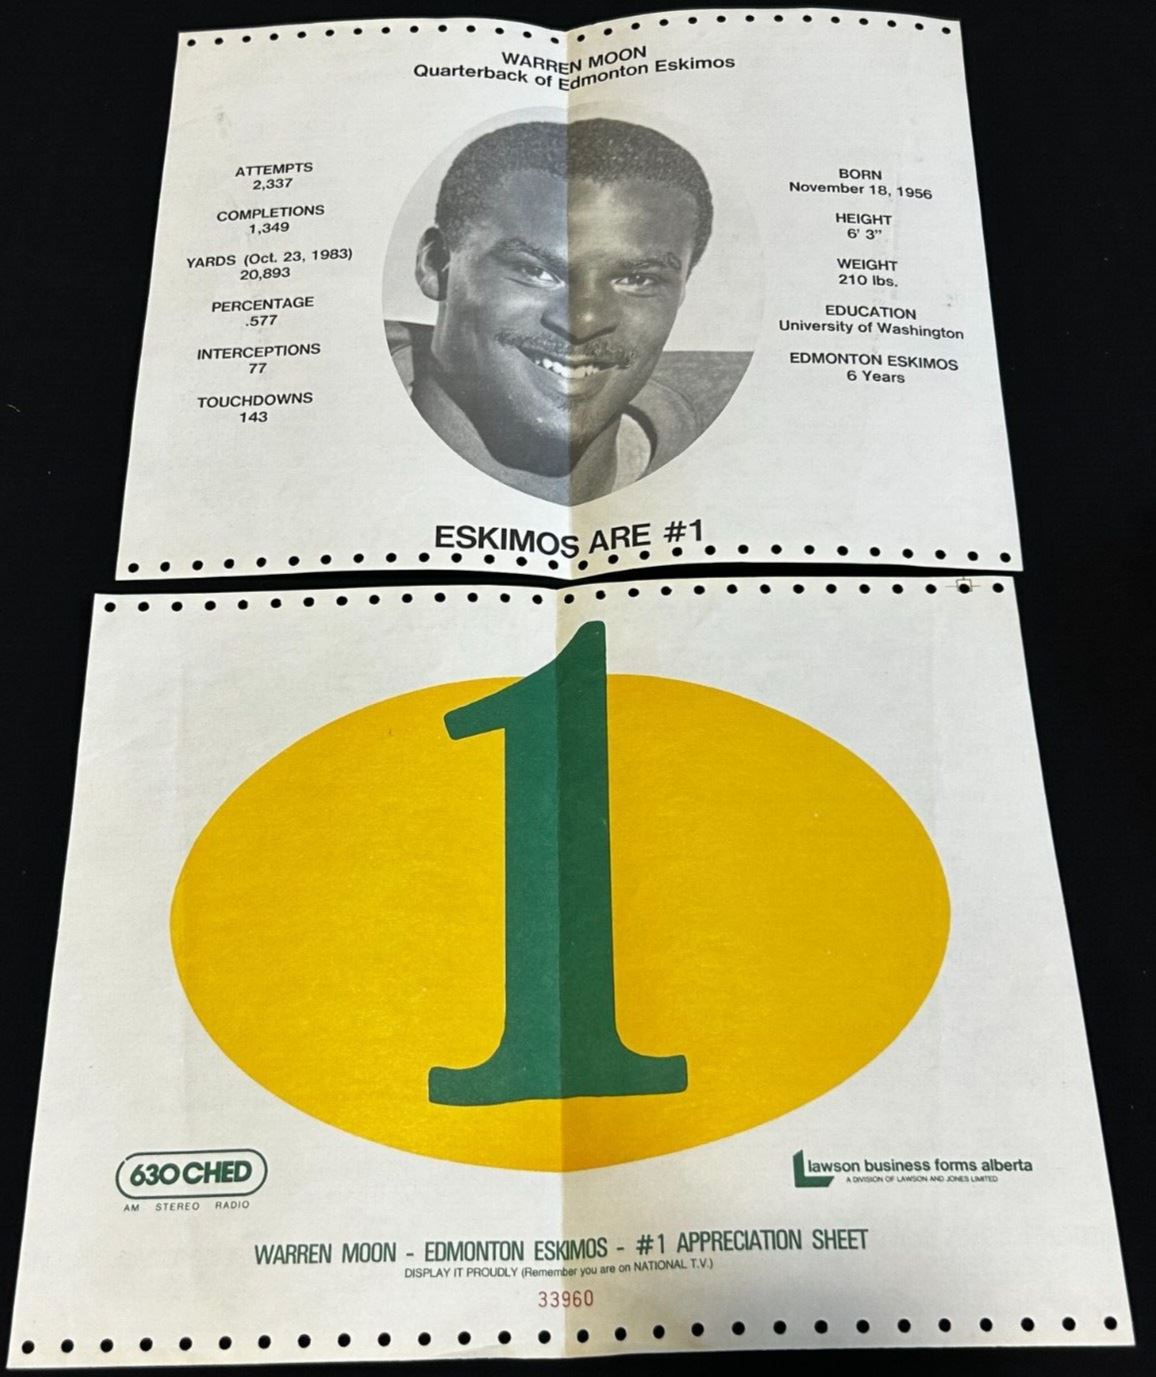 WARREN MOON
Quarterback of Edmonton Eskimos
ATTEMPTS
2,337
COMPLETIONS
1,349
YARDS (Oct. 23, 1983)
20,893
PERCENTAGE
.577
INTERCEPTIONS
77
TOUCHDOWNS
143
BORN
November 18, 1956
HEIGHT
6' 3"
WEIGHT
210 lbs.
EDUCATION
University of Washington
EDMONTON ESKIMOS
6 Years
ESKIMOS ARE #1
1
630 CHED
AM STEREO RADIO
lawson business forms alberta
A DIVISION OF LAWSON AND JONES LIMITED
WARREN MOON - EDMONTON ESKIMOS - #1 APPRECIATION SHEET
DISPLAY IT PROUDLY (Remember you are on NATIONAL T.V.)
33960